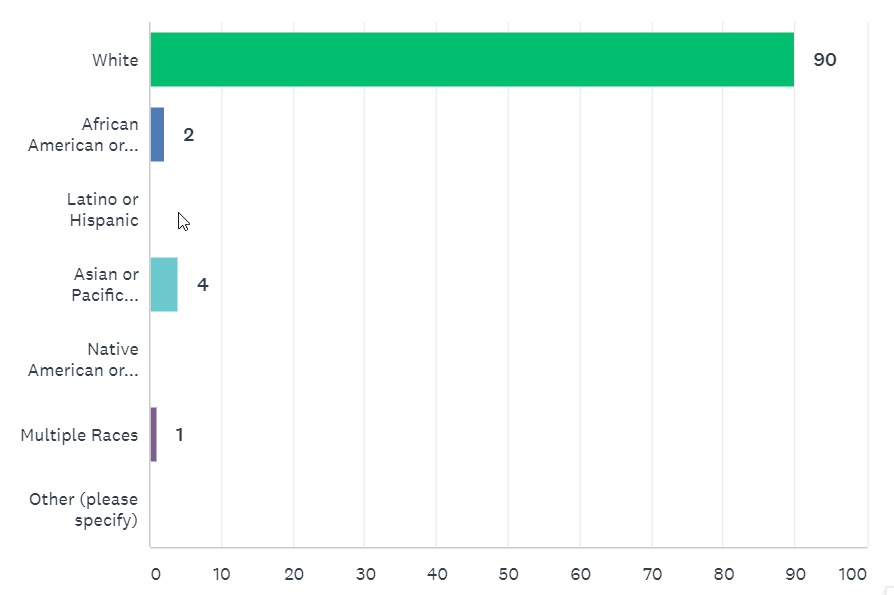 White
90
African
American or...
2
Latino or
Hispanic
Asian or
Pacific...
4
Native
American or...
Multiple Races
1
Other (please
specify)
0 10 20 30 40 50 60 70 80 90 100